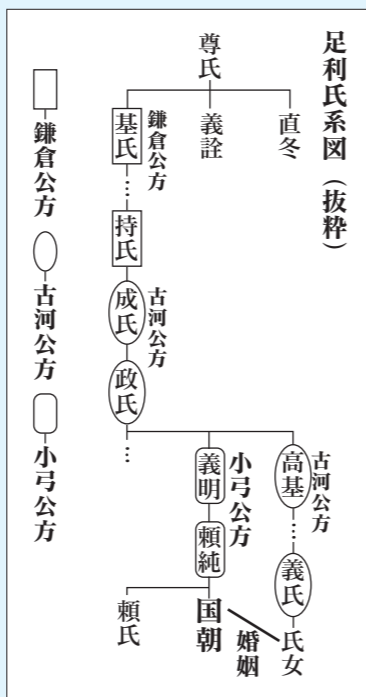 足利氏系図（抜粋）
尊氏
直冬
義詮
鎌倉公方
基氏
…
持氏
古河公方
成氏
政氏
古河公方
高基
…
義氏
氏女
小弓公方
義明
頼純
国朝
婚姻
頼氏
…
鎌倉公方
古河公方
小弓公方